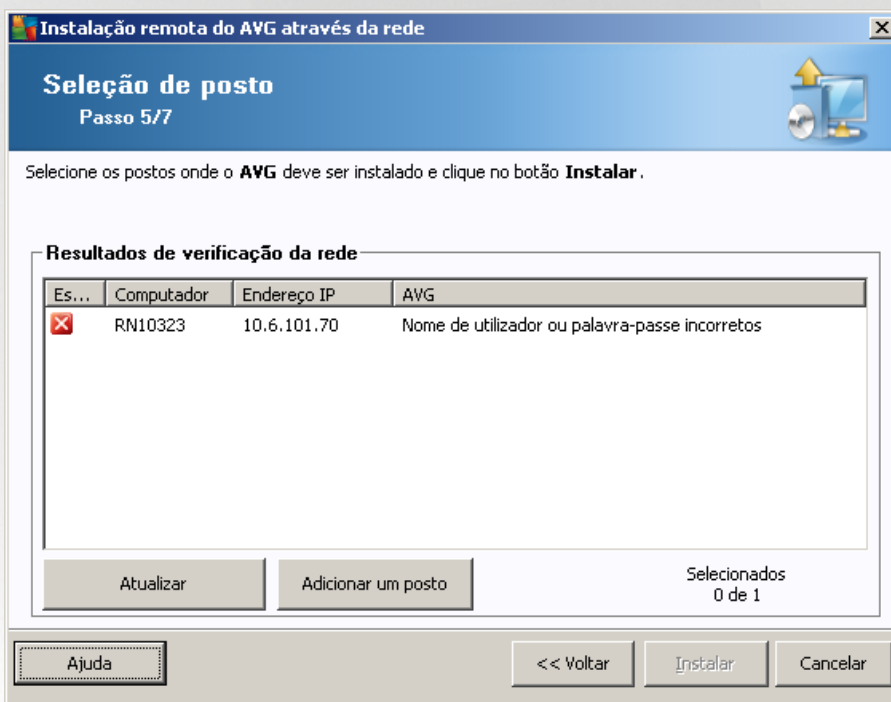 Instalação remota do AVG através da rede
Seleção de posto
Passo 5/7
Selecione os postos onde o AVG deve ser instalado e clique no botão Instalar.
Resultados de verificação da rede
Es... Computador Endereço IP AVG
RN10323 10.6.101.70 Nome de utilizador ou palavra-passe incorretos
Atualizar Adicionar um posto Selecionados
0 de 1
Ajuda << Voltar Instalar Cancelar